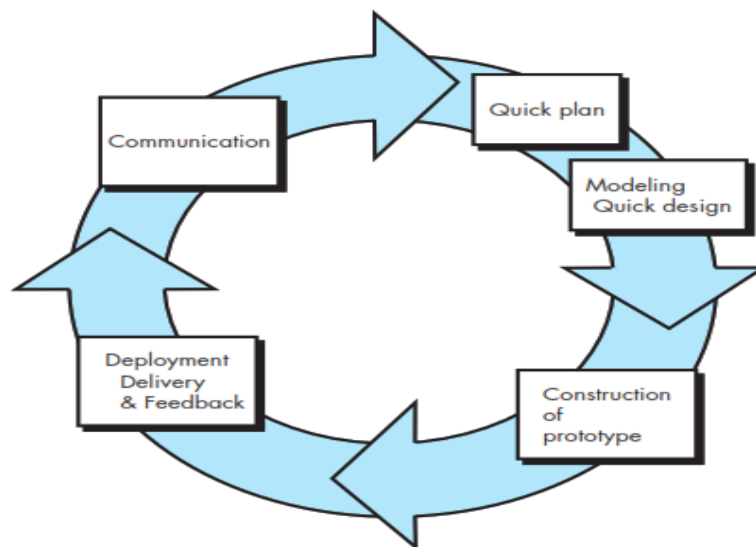 Communication
Quick plan
Modeling
Quick design
Construction
of
prototype
Deployment
Delivery
& Feedback